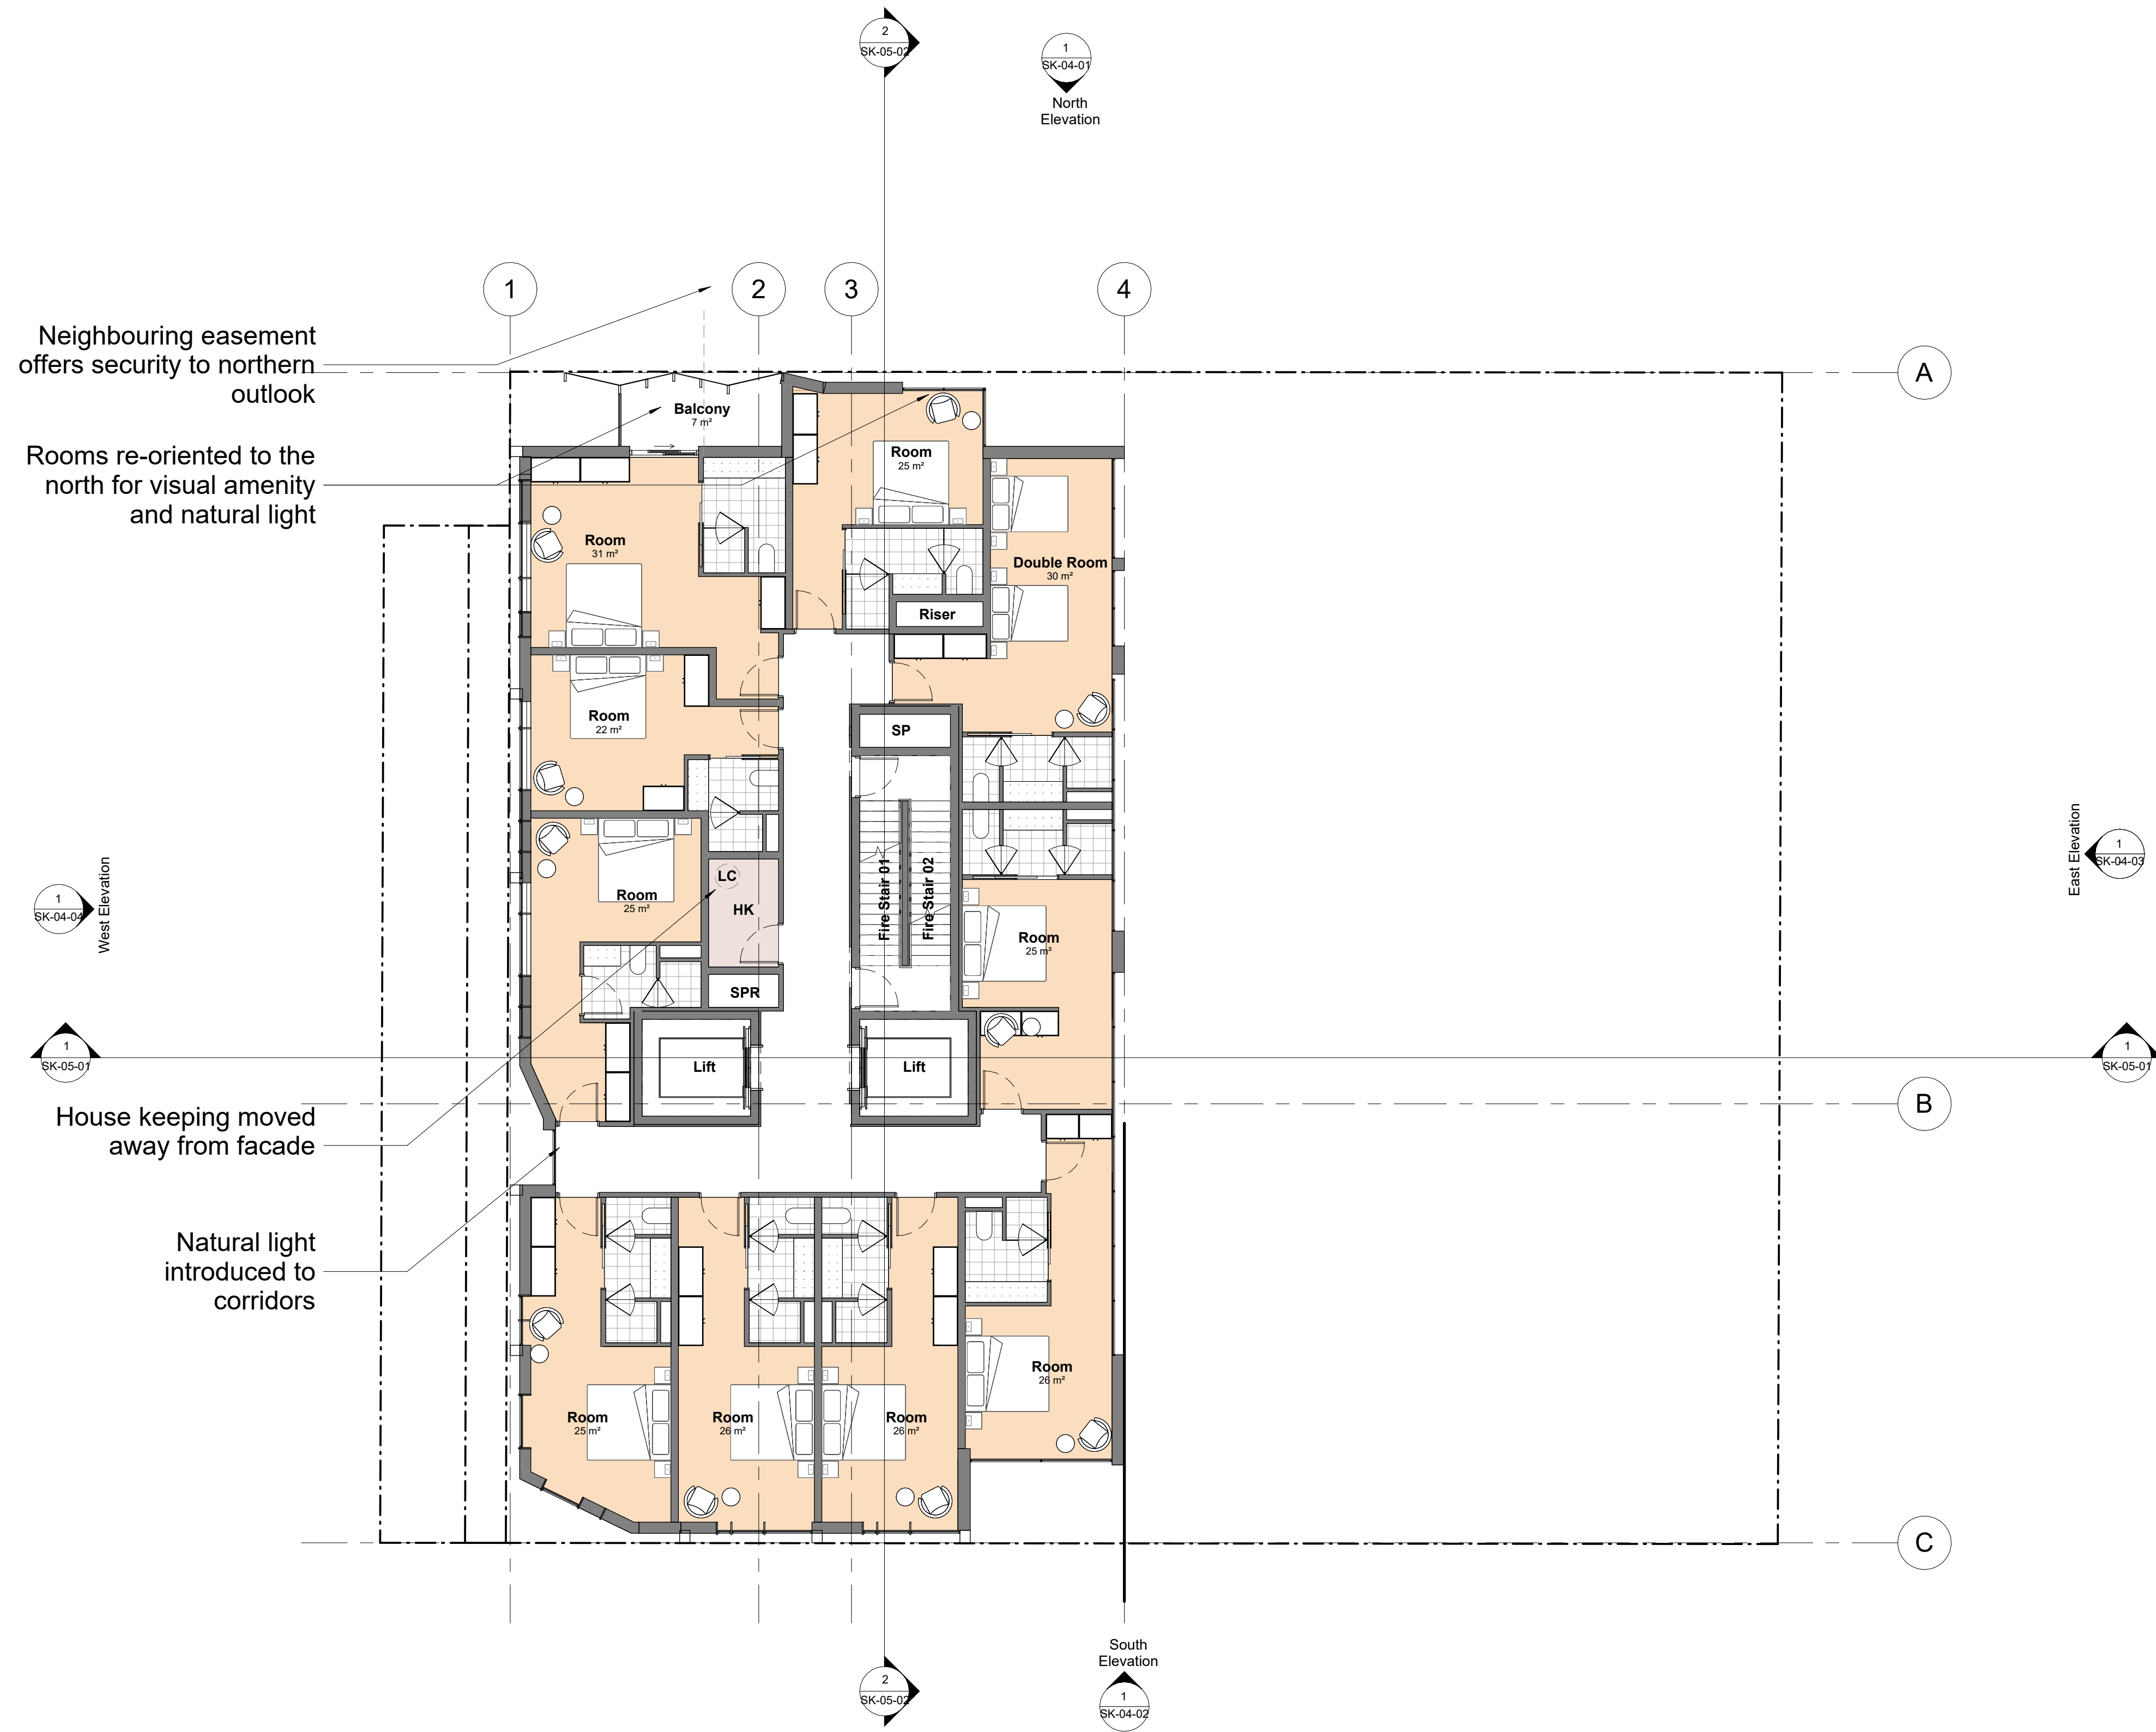 2
SK-05-02
1
SK-04-01
North
Elevation
1
2
3
4
Neighbouring easement
offers security to northern
outlook
A
Balcony
7 m²
Rooms re-oriented to the
north for visual amenity
and natural light
Room
25 m²
Room
31 m²
Double Room
30 m²
Riser
Room
22 m²
SP
Fire Stair 01
Fire Stair 02
East Elevation
1
SK-04-03
West Elevation
1
SK-04-04
LC
HK
Room
25 m²
Room
25 m²
SPR
1
SK-05-01
Lift
Lift
1
SK-05-01
B
House keeping moved
away from facade
Natural light
introduced to
corridors
Room
26 m²
Room
25 m²
Room
26 m²
Room
26 m²
C
South
Elevation
2
SK-05-02
1
SK-04-02